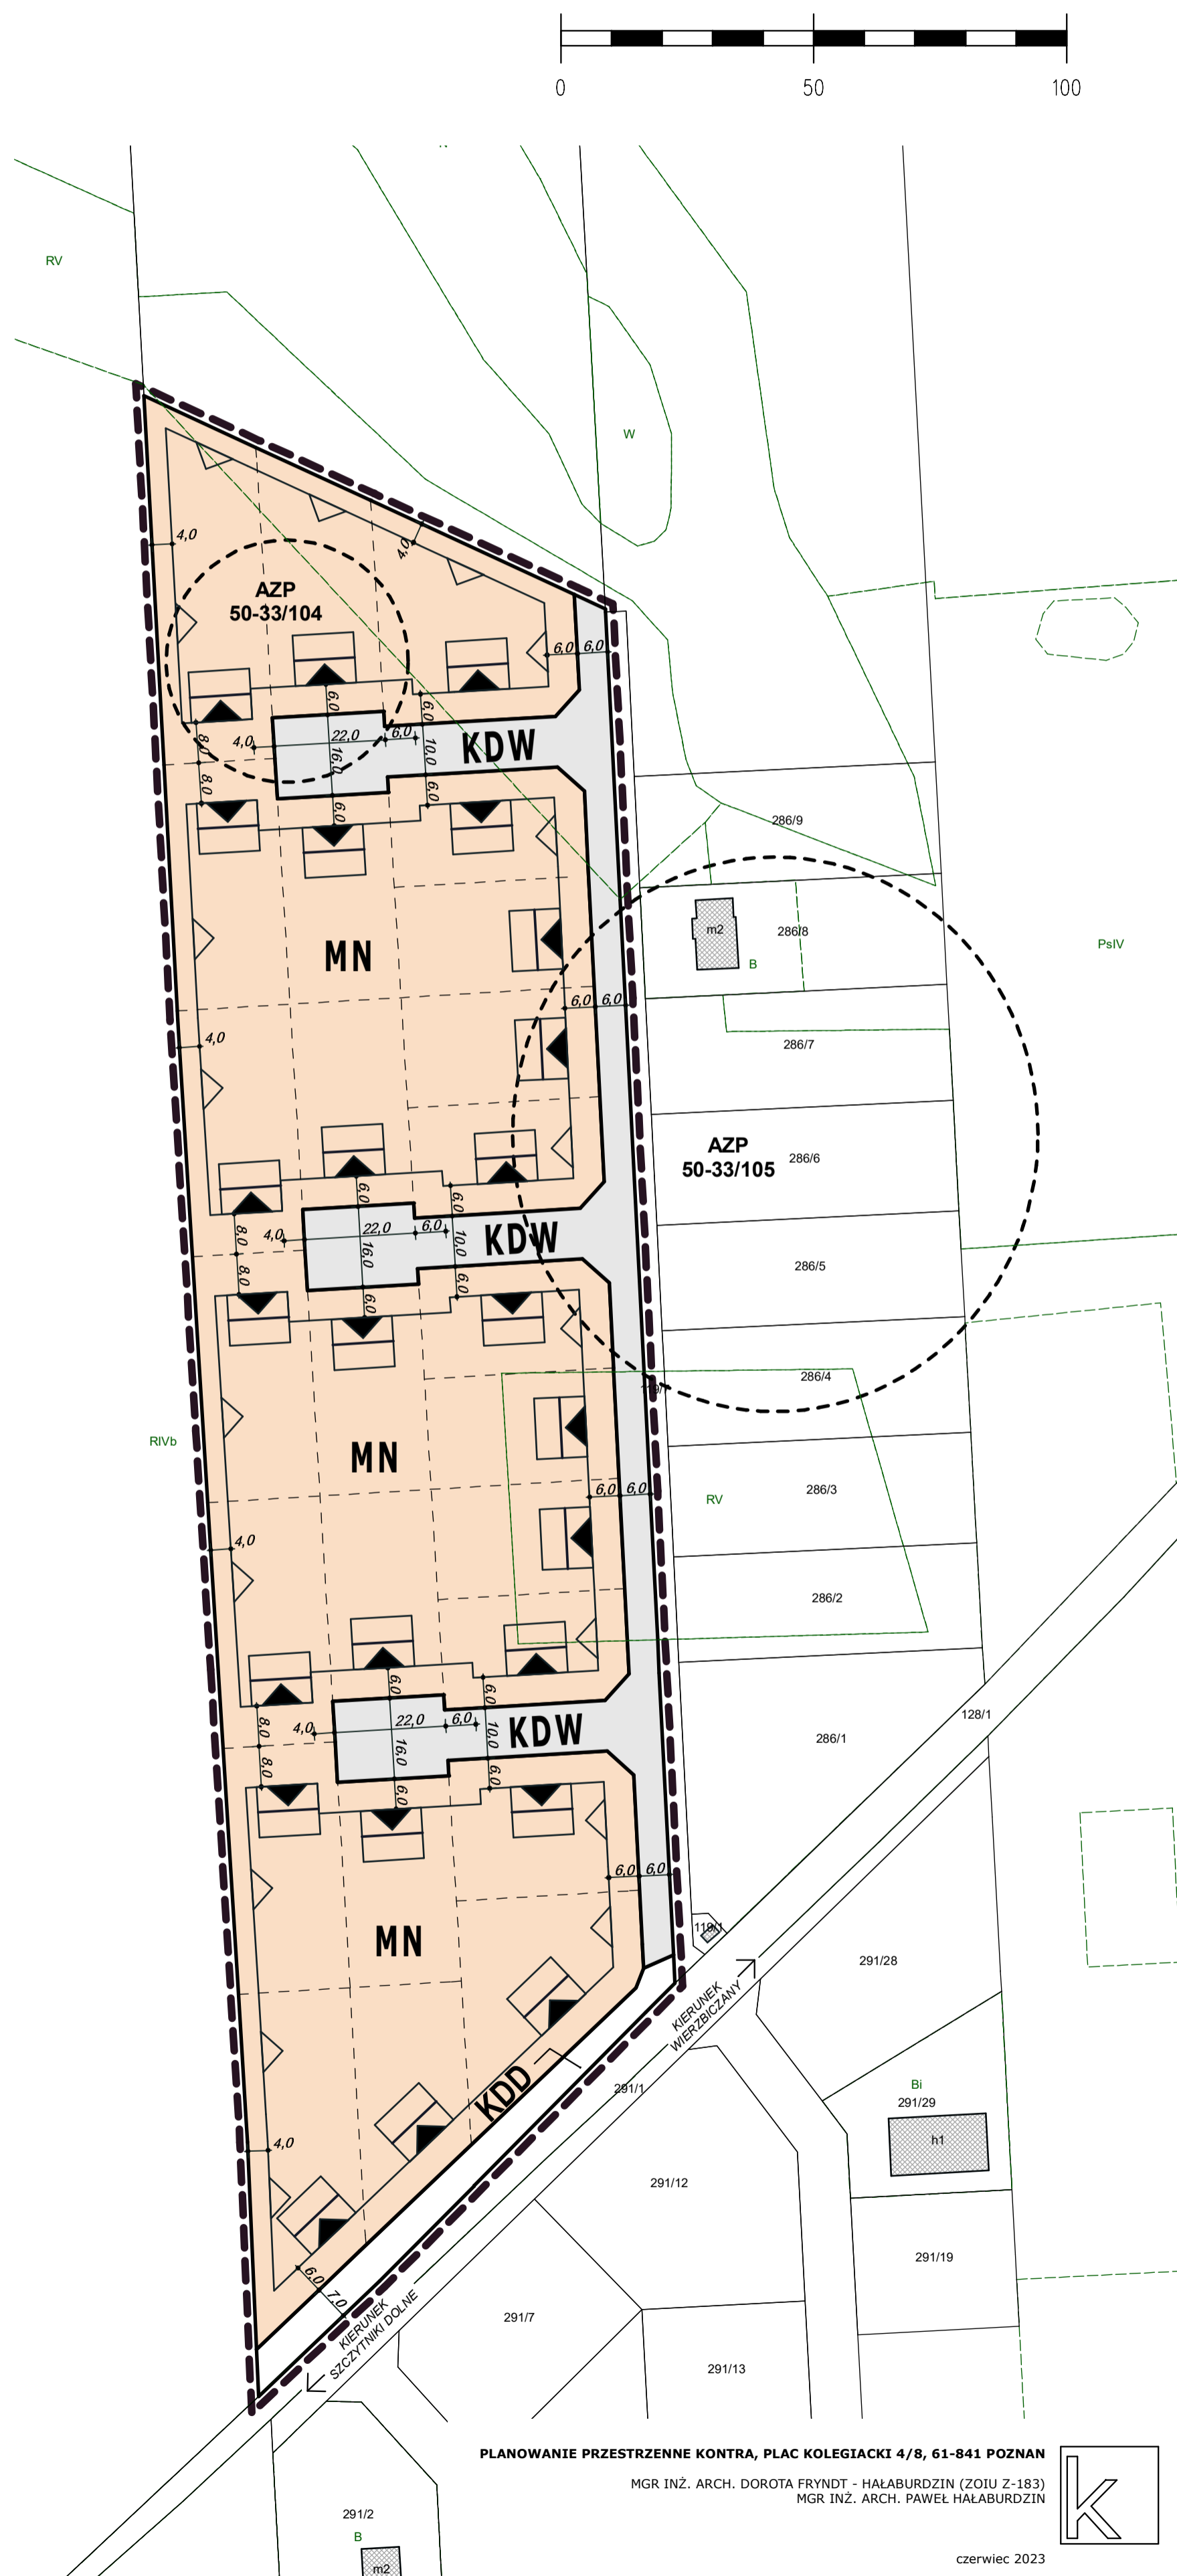 0
50
100
RV
W
4,0
4,0
AZP
50-33/104
6,0
6,0
6,0
6,0
8,0
4,0
22,0
6,0
KDW
16,0
10,0
8,0
6,0
6,0
286/9
m2
286/8
B
PsIV
MN
6,0
6,0
4,0
286/7
AZP
50-33/105
286/6
6,0
6,0
8,0
4,0
22,0
6,0
KDW
16,0
10,0
8,0
6,0
6,0
286/5
286/4
RIVb
MN
6,0
6,0
RV
286/3
4,0
286/2
6,0
6,0
8,0
4,0
22,0
6,0
KDW
16,0
10,0
8,0
6,0
6,0
286/1
128/1
6,0
6,0
119/1
MN
291/28
KIERUNEK
WIERZBICZANY
KDD
291/1
Bi
291/29
h1
4,0
291/12
291/19
6,0
7,0
KIERUNEK
SZCZYTNIKI DOLNE
291/7
291/13
PLANOWANIE PRZESTRZENNE KONTRA, PLAC KOLEGIACKI 4/8, 61-841 POZNAN
MGR INŻ. ARCH. DOROTA FRYNDT - HAŁABURDZIN (ZOIU Z-183)
MGR INŻ. ARCH. PAWEŁ HAŁABURDZIN
k
291/2
B
m2
czerwiec 2023